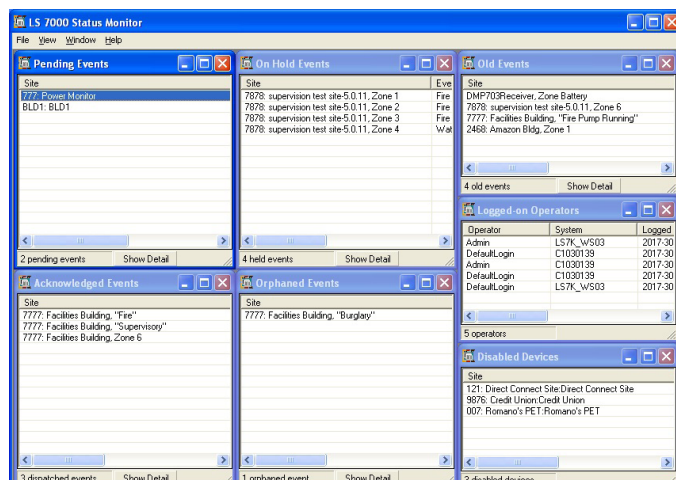 LS 7000 Status Monitor
File View Window Help
Pending Events
Site
777: Power Monitor
BLD1: BLD1
2 pending events Show Detail
On Hold Events
Site Eve
7878: supervision test site-5.0.11, Zone 1 Fire
7878: supervision test site-5.0.11, Zone 2 Fire
7878: supervision test site-5.0.11, Zone 3 Fire
7878: supervision test site-5.0.11, Zone 4 Wat
4 held events Show Detail
Old Events
Site
DMP703Receiver, Zone Battery
7878: supervision test site-5.0.11, Zone 6
7777: Facilities Building, "Fire Pump Running"
2468: Amazon Bldg, Zone 1
4 old events Show Detail
Logged-on Operators
Operator System Logged
Admin LS7K_WS03 2017-30
DefaultLogin C1030139 2017-30
Admin C1030139 2017-30
DefaultLogin C1030139 2017-30
DefaultLogin LS7K_WS03 2017-30
5 operators
Acknowledged Events
Site
7777: Facilities Building, "Fire"
7777: Facilities Building, "Supervisory"
7777: Facilities Building, Zone 6
3 dispatched events Show Detail
Orphaned Events
Site
7777: Facilities Building, "Burglary"
1 orphaned event Show Detail
Disabled Devices
Site
121: Direct Connect Site:Direct Connect Site
9876: Credit Union:Credit Union
007: Romano's PET:Romano's PET
3 disabled devices